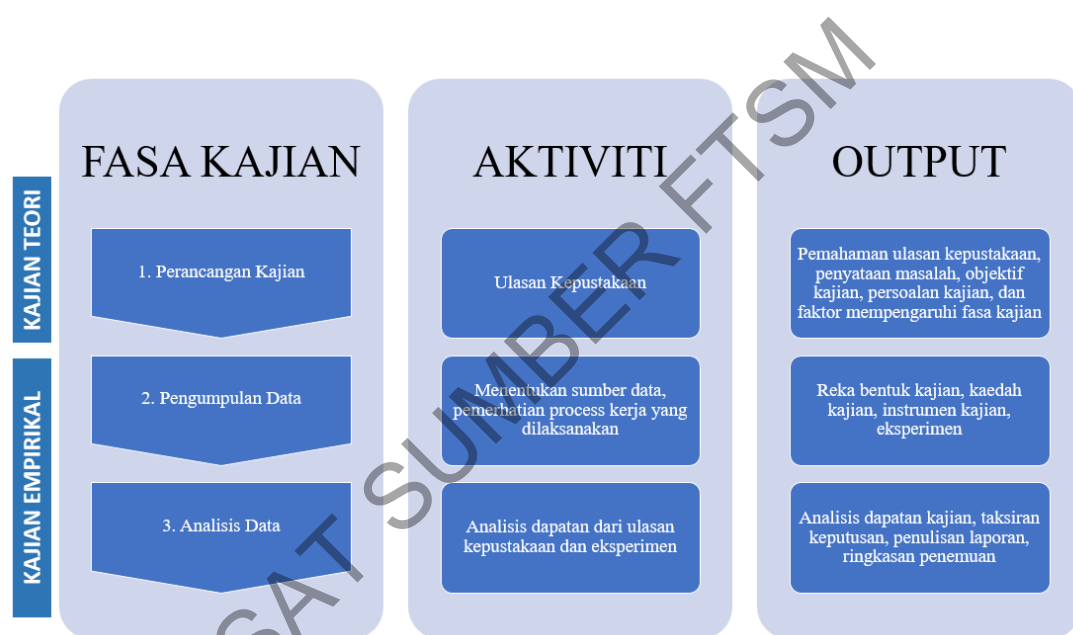 FASA KAJIAN
AKTIVITI
OUTPUT
KAJIAN TEORI
1. Perancangan Kajian
Ulasan Kepustakaan
Pemahaman ulasan kepustakaan,
penyataan masalah, objektif
kajian, persoalan kajian, dan
faktor mempengaruhi fasa kajian
KAJIAN EMPIRIKAL
2. Pengumpulan Data
Menentukan sumber data,
pemerhatian process kerja yang
dilaksanakan
Reka bentuk kajian, kaedah
kajian, instrumen kajian,
eksperimen
3. Analisis Data
Analisis dapatan dari ulasan
kepustakaan dan eksperimen
Analisis dapatan kajian, taksiran
keputusan, penulisan laporan,
ringkasan penemuan
SAT SUMBER FTSM